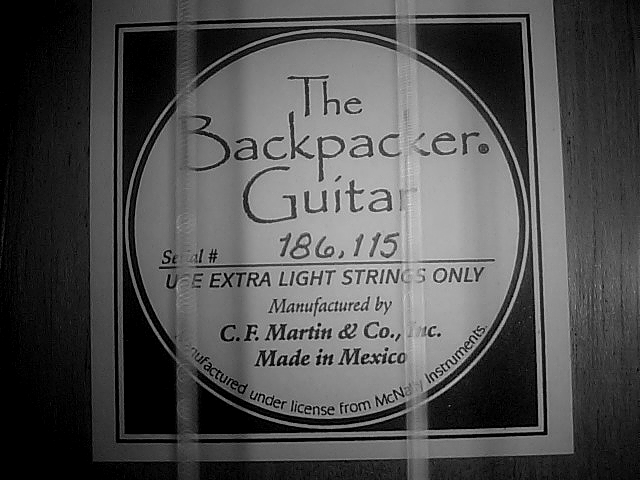 The
Backpacker®
Guitar
Serial # 186,115
USE EXTRA LIGHT STRINGS ONLY
Manufactured by
C. F. Martin & Co., Inc.
Made in Mexico
Manufactured under license from McNally Instruments.